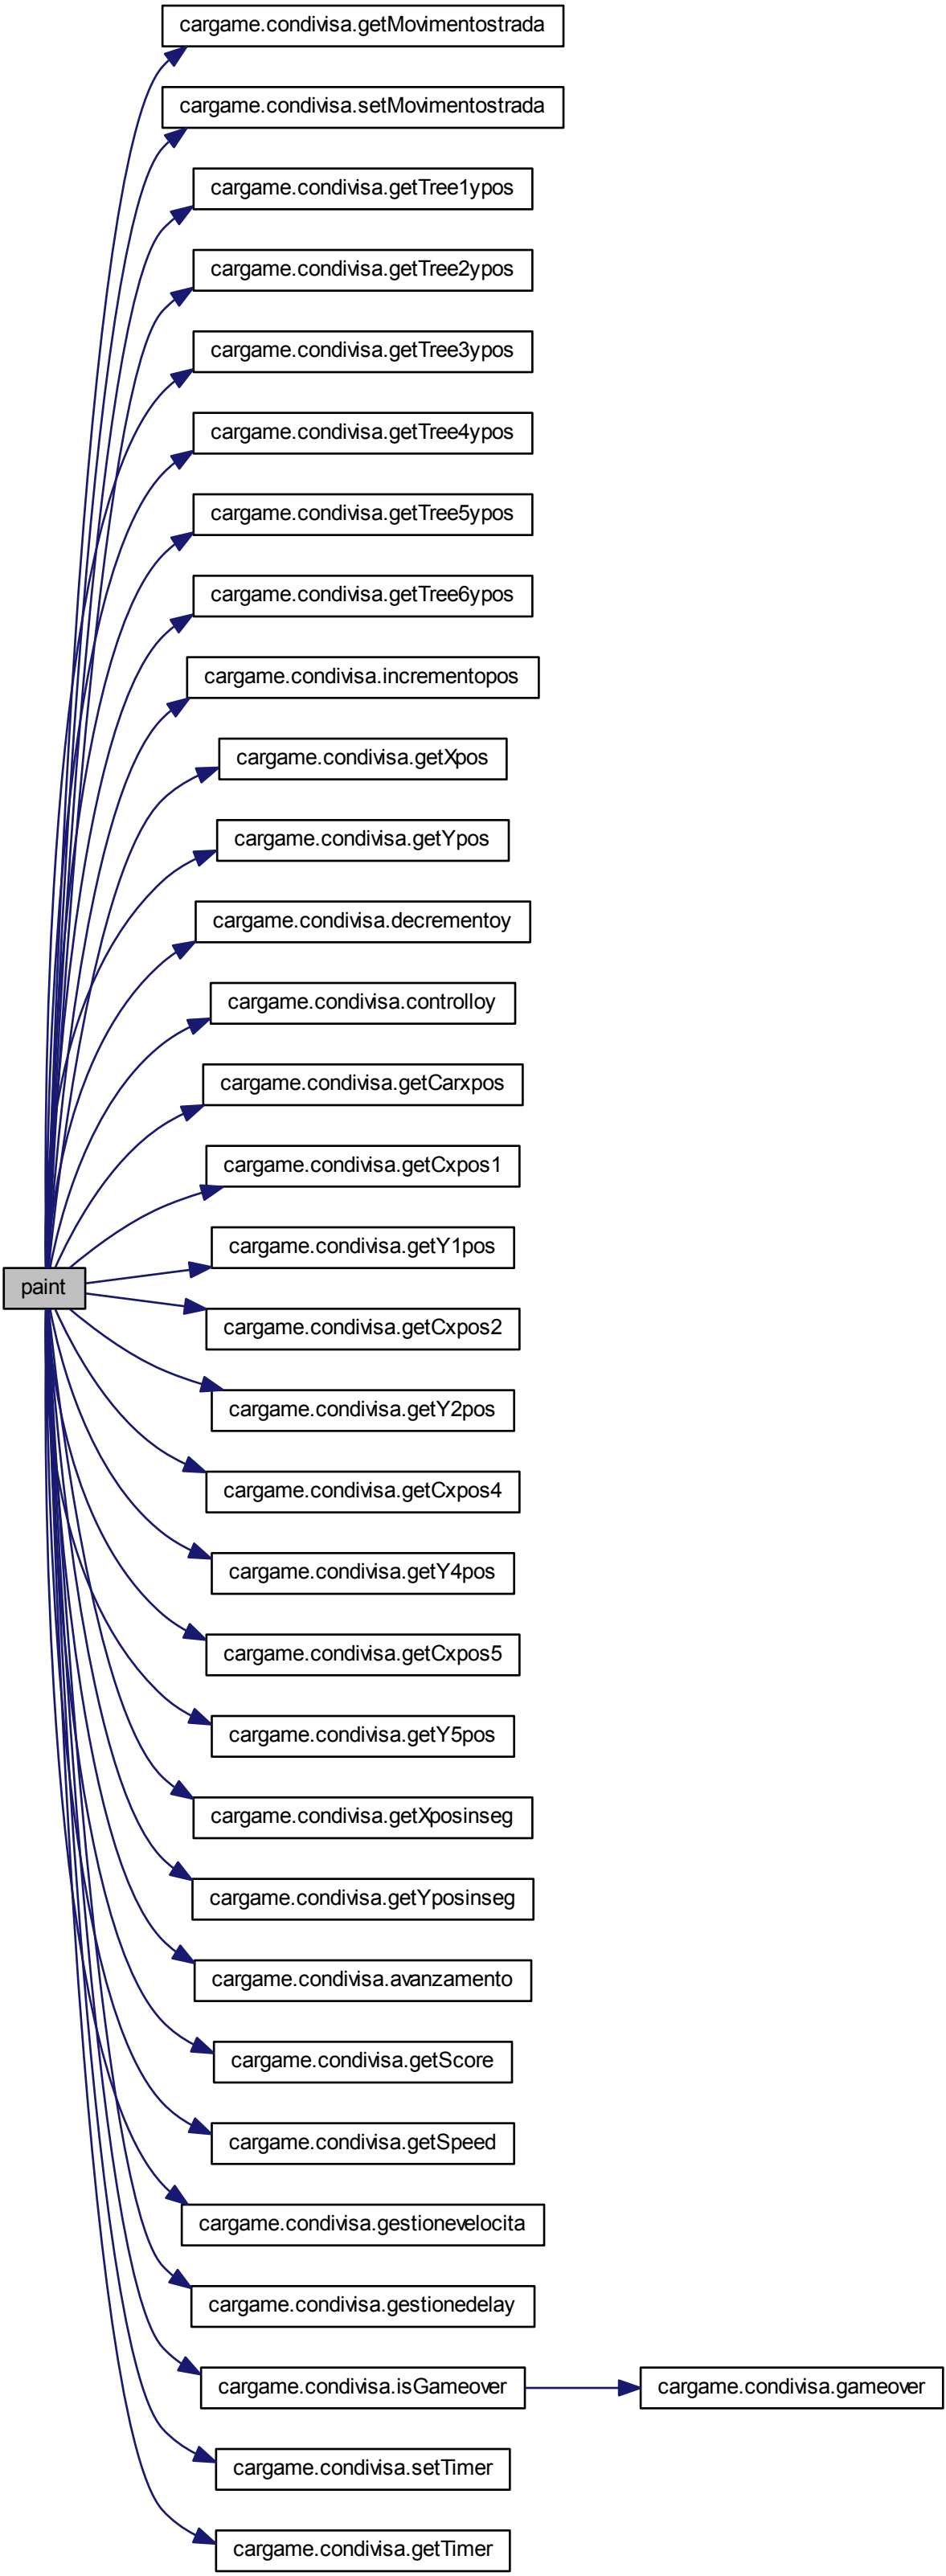 cargame.condivisa.getMovimentostrada
cargame.condivisa.setMovimentostrada
cargame.condivisa.getTree1ypos
cargame.condivisa.getTree2ypos
cargame.condivisa.getTree3ypos
cargame.condivisa.getTree4ypos
cargame.condivisa.getTree5ypos
cargame.condivisa.getTree6ypos
cargame.condivisa.incrementopos
cargame.condivisa.getXpos
cargame.condivisa.getYpos
cargame.condivisa.decrementoy
cargame.condivisa.controlloy
cargame.condivisa.getCarxpos
cargame.condivisa.getCxpos1
cargame.condivisa.getY1pos
paint
cargame.condivisa.getCxpos2
cargame.condivisa.getY2pos
cargame.condivisa.getCxpos4
cargame.condivisa.getY4pos
cargame.condivisa.getCxpos5
cargame.condivisa.getY5pos
cargame.condivisa.getXposinseg
cargame.condivisa.getYposinseg
cargame.condivisa.avanzamento
cargame.condivisa.getScore
cargame.condivisa.getSpeed
cargame.condivisa.gestionevelocita
cargame.condivisa.gestionedelay
cargame.condivisa.isGameover
cargame.condivisa.gameover
cargame.condivisa.setTimer
cargame.condivisa.getTimer